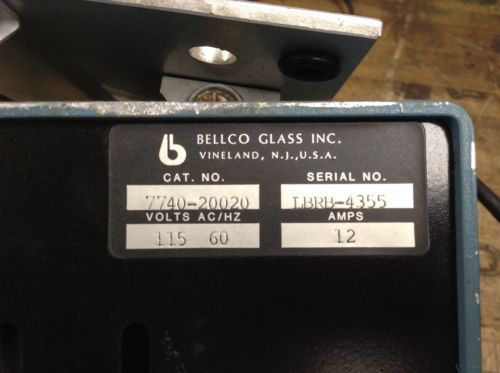 b BELLCO GLASS INC.
VINELAND, N.J., U.S.A.
CAT. NO. SERIAL NO.
7740-20020 LBRB-4355
VOLTS AC/HZ AMPS
115 60 12